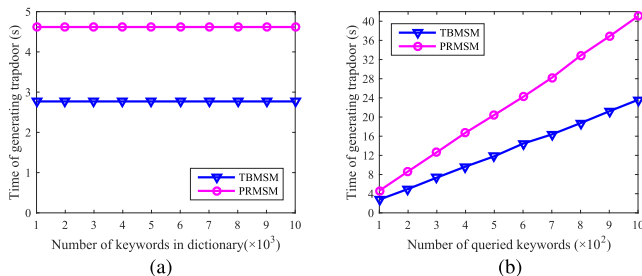 Time of generating trapdoor (s)
5
4
3
2
1
0
TBMSM
PRMSM
1 2 3 4 5 6 7 8 9 10
Number of keywords in dictionary(×10³)
(a)
Time of generating trapdoor (s)
40
36
32
28
24
20
16
12
8
4
0
TBMSM
PRMSM
1 2 3 4 5 6 7 8 9 10
Number of queried keywords (×10²)
(b)